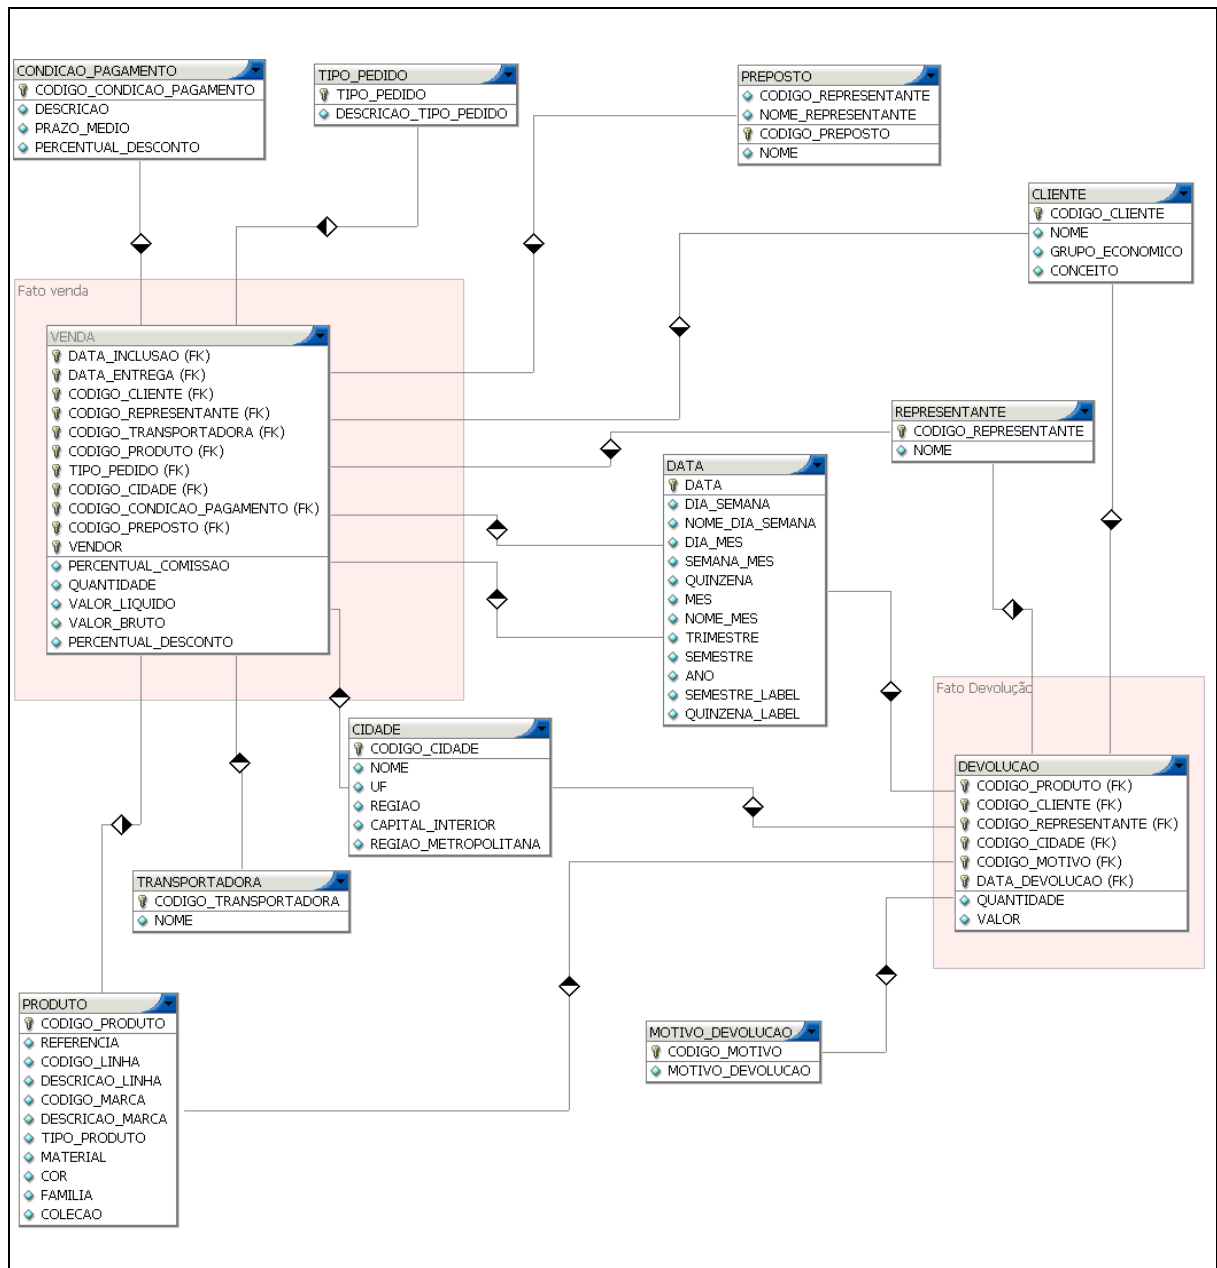 CONDICAO_PAGAMENTO
CODIGO_CONDICAO_PAGAMENTO
DESCRICAO
PRAZO_MEDIO
PERCENTUAL_DESCONTO
TIPO_PEDIDO
TIPO_PEDIDO
DESCRICAO_TIPO_PEDIDO
PREPOSTO
CODIGO_REPRESENTANTE
NOME_REPRESENTANTE
CODIGO_PREPOSTO
NOME
CLIENTE
CODIGO_CLIENTE
NOME
GRUPO_ECONOMICO
CONCEITO
Fato venda
VENDA
DATA_INCLUSAO (FK)
DATA_ENTREGA (FK)
CODIGO_CLIENTE (FK)
CODIGO_REPRESENTANTE (FK)
CODIGO_TRANSPORTADORA (FK)
CODIGO_PRODUTO (FK)
TIPO_PEDIDO (FK)
CODIGO_CIDADE (FK)
CODIGO_CONDICAO_PAGAMENTO (FK)
CODIGO_PREPOSTO (FK)
VENDOR
PERCENTUAL_COMISSAO
QUANTIDADE
VALOR_LIQUIDO
VALOR_BRUTO
PERCENTUAL_DESCONTO
REPRESENTANTE
CODIGO_REPRESENTANTE
NOME
DATA
DATA
DIA_SEMANA
NOME_DIA_SEMANA
DIA_MES
SEMANA_MES
QUINZENA
MES
NOME_MES
TRIMESTRE
SEMESTRE
ANO
SEMESTRE_LABEL
QUINZENA_LABEL
CIDADE
CODIGO_CIDADE
NOME
UF
REGIAO
CAPITAL_INTERIOR
REGIAO_METROPOLITANA
Fato Devolução
DEVOLUCAO
CODIGO_PRODUTO (FK)
CODIGO_CLIENTE (FK)
CODIGO_REPRESENTANTE (FK)
CODIGO_CIDADE (FK)
CODIGO_MOTIVO (FK)
DATA_DEVOLUCAO (FK)
QUANTIDADE
VALOR
TRANSPORTADORA
CODIGO_TRANSPORTADORA
NOME
PRODUTO
CODIGO_PRODUTO
REFERENCIA
CODIGO_LINHA
DESCRICAO_LINHA
CODIGO_MARCA
DESCRICAO_MARCA
TIPO_PRODUTO
MATERIAL
COR
FAMILIA
COLECAO
MOTIVO_DEVOLUCAO
CODIGO_MOTIVO
MOTIVO_DEVOLUCAO